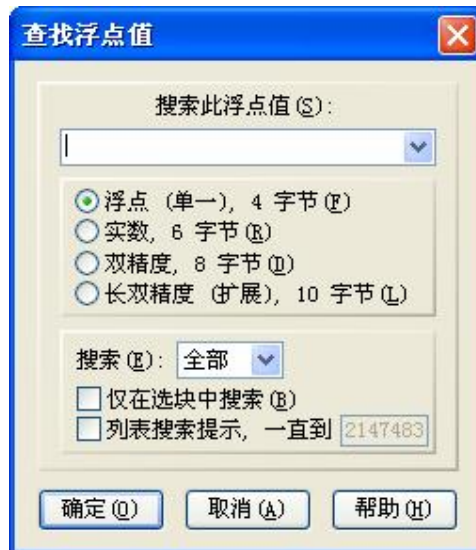 查找浮点值
搜索此浮点值(S):
浮点 (单一), 4 字节(F)
实数, 6 字节(R)
双精度, 8 字节(D)
长双精度 (扩展), 10 字节(L)
搜索(E): 全部
仅在选块中搜索(B)
列表搜索提示, 一直到 2147483
确定(O) 取消(A) 帮助(H)